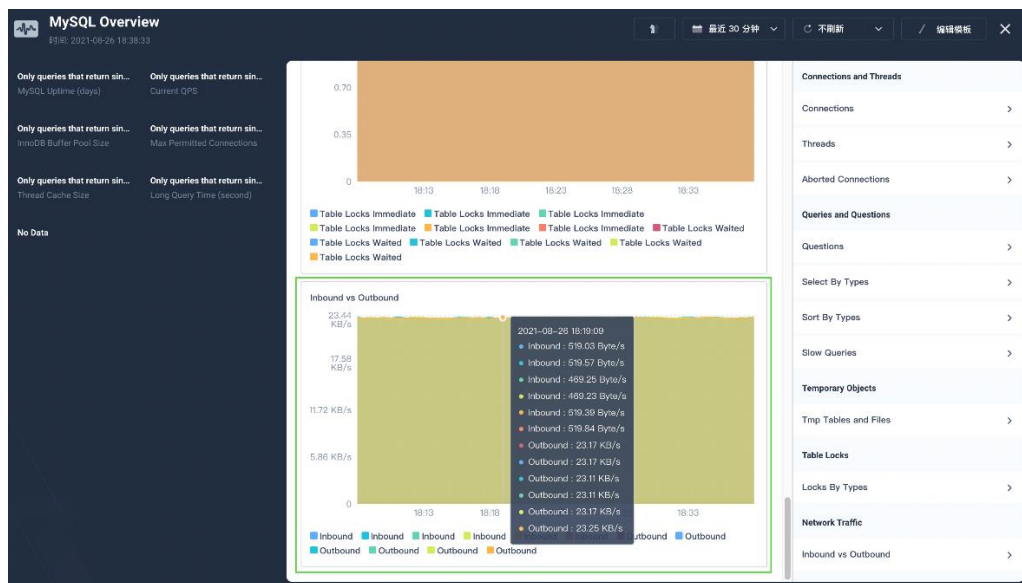 MySQL Overview
时间: 2021-08-26 18:38:33
最近 30 分钟
不刷新
编辑模板
Only queries that return sin...
MySQL Uptime (days)
Only queries that return sin...
Current QPS
Only queries that return sin...
InnoDB Buffer Pool Size
Only queries that return sin...
Max Permitted Connections
Only queries that return sin...
Thread Cache Size
Only queries that return sin...
Long Query Time (second)
No Data
0.70
0.35
0
18:13 18:18 18:23 18:28 18:33
Table Locks Immediate Table Locks Immediate Table Locks Immediate
Table Locks Immediate Table Locks Immediate Table Locks Immediate Table Locks Waited
Table Locks Waited Table Locks Waited Table Locks Waited Table Locks Waited
Table Locks Waited
Inbound vs Outbound
23.44
KB/s
17.58
KB/s
11.72 KB/s
5.86 KB/s
0
18:13 18:18 18:33
2021-08-26 18:19:09
Inbound : 519.03 Byte/s
Inbound : 519.57 Byte/s
Inbound : 469.25 Byte/s
Inbound : 469.23 Byte/s
Inbound : 519.39 Byte/s
Inbound : 519.84 Byte/s
Outbound : 23.17 KB/s
Outbound : 23.17 KB/s
Outbound : 23.11 KB/s
Outbound : 23.11 KB/s
Outbound : 23.17 KB/s
Outbound : 23.25 KB/s
Inbound Inbound Inbound Inbound utbound Outbound
Outbound Outbound Outbound Outbound
Connections and Threads
Connections
Threads
Aborted Connections
Queries and Questions
Questions
Select By Types
Sort By Types
Slow Queries
Temporary Objects
Tmp Tables and Files
Table Locks
Locks By Types
Network Traffic
Inbound vs Outbound